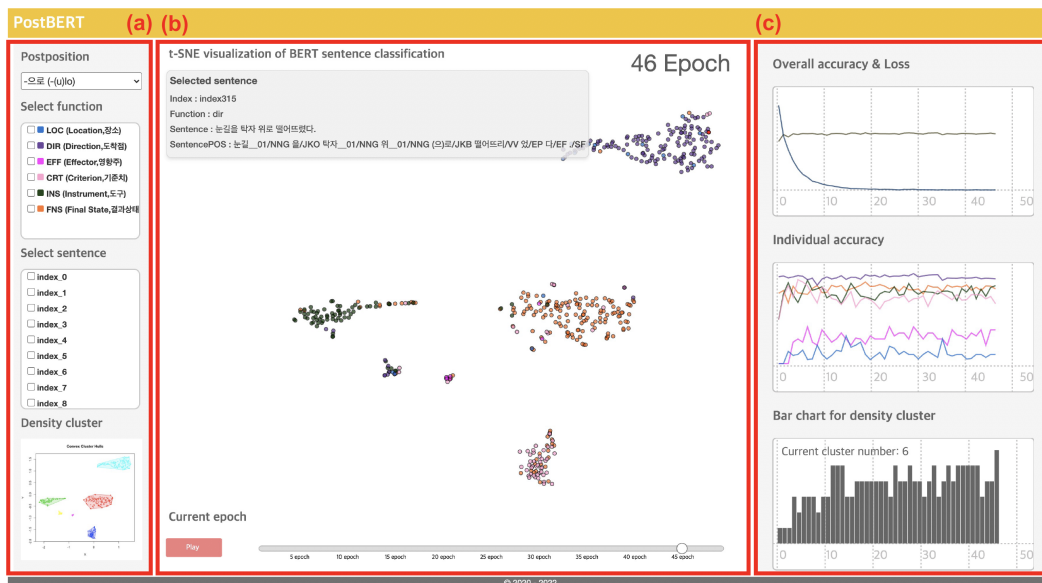 PostBERT
(a)
(b)
(c)
Postposition
-으로 (-(u)lo)
Select function
LOC (Location,장소)
DIR (Direction,도착점)
EFF (Effector,영향주)
CRT (Criterion,기준치)
INS (Instrument,도구)
FNS (Final State,결과상태
Select sentence
index_0
index_1
index_2
index_3
index_4
index_5
index_6
index_7
index_8
Density cluster
Convex Cluster Hulls
t-SNE visualization of BERT sentence classification
46 Epoch
Selected sentence
Index : index315
Function : dir
Sentence : 눈길을 탁자 위로 떨어뜨렸다.
SentencePOS : 눈길__01/NNG 을/JKO 탁자__01/NNG 위__01/NNG (으)로/JKB 떨어뜨리/VV 었/EP 다/EF ./SF
Current epoch
Play
5 epoch 10 epoch 15 epoch 20 epoch 25 epoch 30 epoch 35 epoch 40 epoch 45 epoch
Overall accuracy & Loss
0 10 20 30 40 50
Individual accuracy
0 10 20 30 40 50
Bar chart for density cluster
Current cluster number: 6
0 10 20 30 40 50
© 2020 - 2022